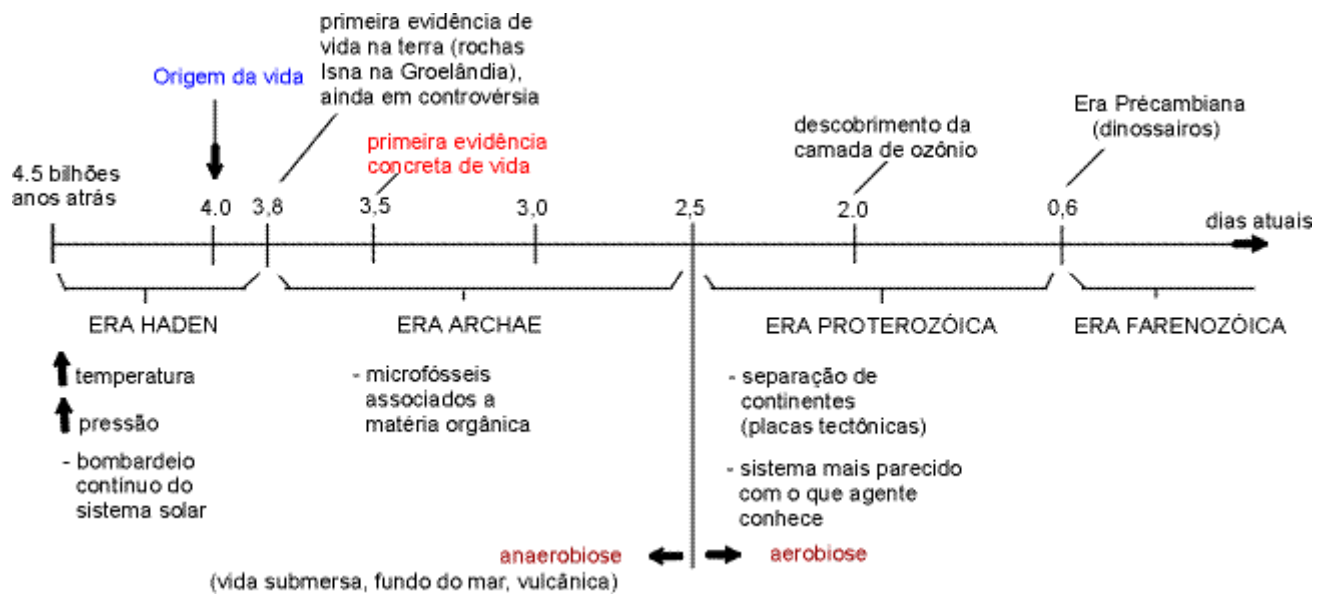 primeira evidência de
vida na terra (rochas
Isna na Groelândia),
ainda em controvérsia
Origem da vida
primeira evidência
concreta de vida
descobrimento da
camada de ozônio
Era Précambiana
(dinossairos)
4.5 bilhões
anos atrás
4.0
3,8
3,5
3,0
2,5
2.0
0,6
dias atuais
ERA HADEN
ERA ARCHAE
ERA PROTEROZÓICA
ERA FARENOZÓICA
temperatura
pressão
- bombardeio
contínuo do
sistema solar
- microfósseis
associados a
matéria orgânica
- separação de
continentes
(placas tectônicas)
- sistema mais parecido
com o que agente
conhece
anaerobiose
aerobiose
(vida submersa, fundo do mar, vulcânica)